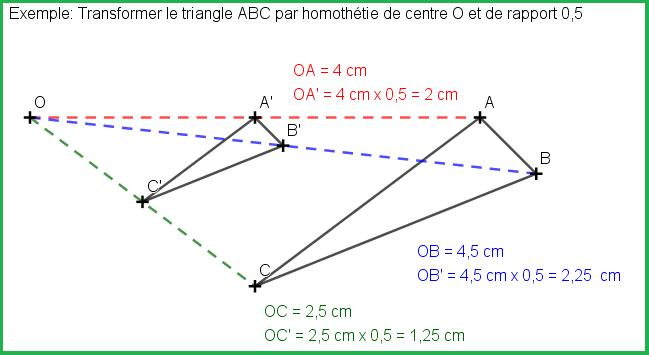 Exemple: Transformer le triangle ABC par homothétie de centre O et de rapport 0,5
OA = 4 cm
OA' = 4 cm x 0,5 = 2 cm
O
A'
A
B'
B
C'
C
OB = 4,5 cm
OB' = 4,5 cm x 0,5 = 2,25 cm
OC = 2,5 cm
OC' = 2,5 cm x 0,5 = 1,25 cm